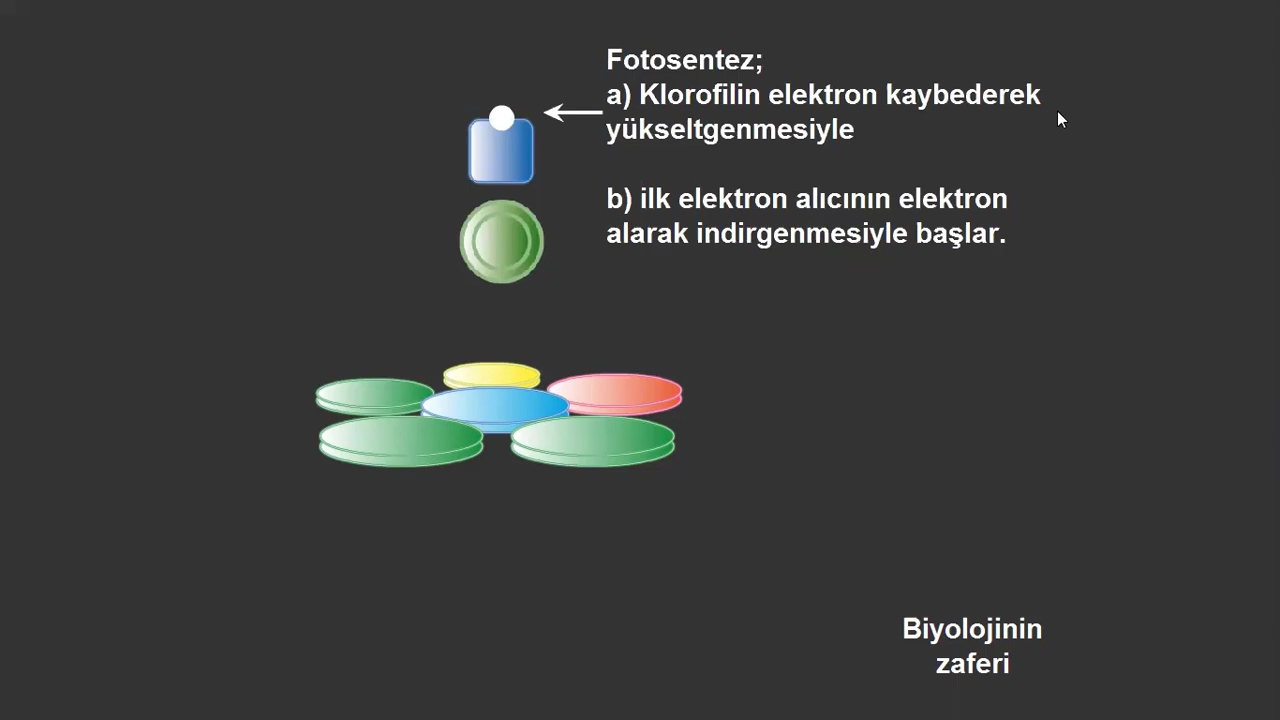 Fotosentez;
a) Klorofilin elektron kaybederek
yükseltgenmesiyle
b) ilk elektron alıcının elektron
alarak indirgenmesiyle başlar.
Biyolojinin
zaferi